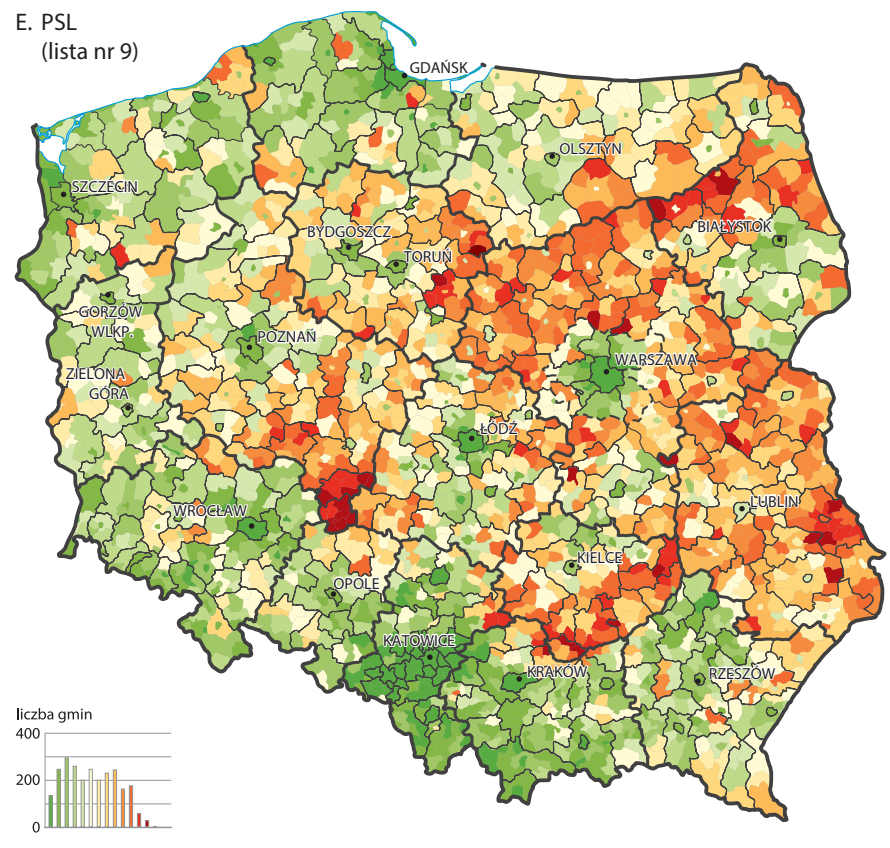 E. PSL
(lista nr 9)
GDAŃSK
OLSZTYN
SZCZECIN
BIAŁYSTOK
BYDGOSZCZ
TORUŃ
GORZÓW
WLKP.
POZNAŃ
WARSZAWA
ZIELONA
GÓRA
ŁÓDŹ
WROCŁAW
LUBLIN
KIELCE
OPOLE
KATOWICE
KRAKÓW
RZESZÓW
liczba gmin
400
200
0